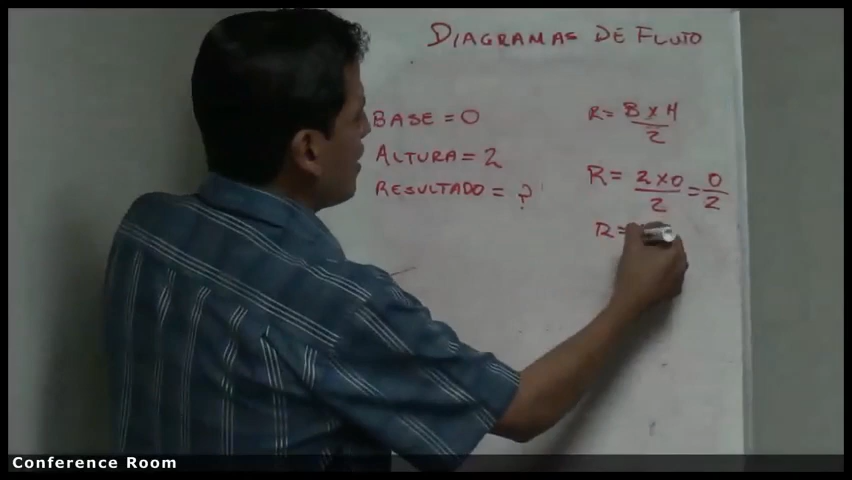 DIAGRAMAS DE FLUJO
BASE = 0
ALTURA = 2
RESULTADO = ?
R = B x H / 2
R = 2 x 0 / 2 = 0 / 2
R =
Conference Room